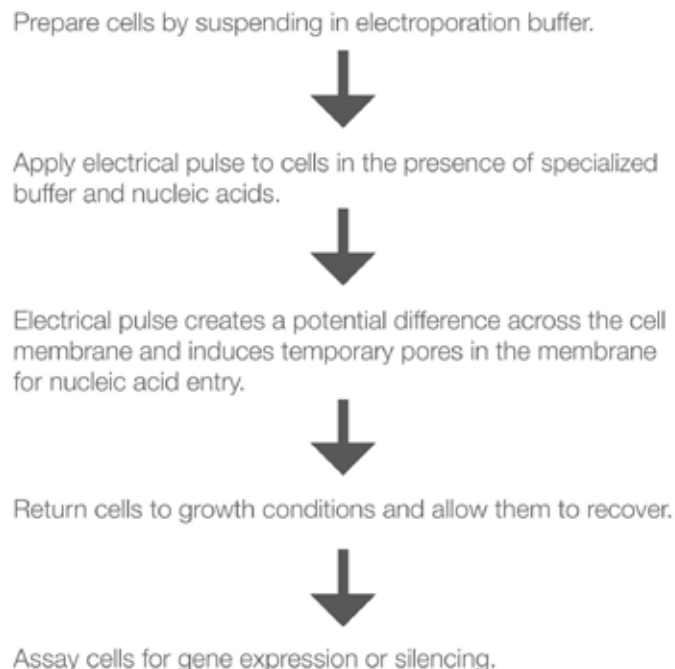 Prepare cells by suspending in electroporation buffer.
Apply electrical pulse to cells in the presence of specialized
buffer and nucleic acids.
Electrical pulse creates a potential difference across the cell
membrane and induces temporary pores in the membrane
for nucleic acid entry.
Return cells to growth conditions and allow them to recover.
Assay cells for gene expression or silencing.